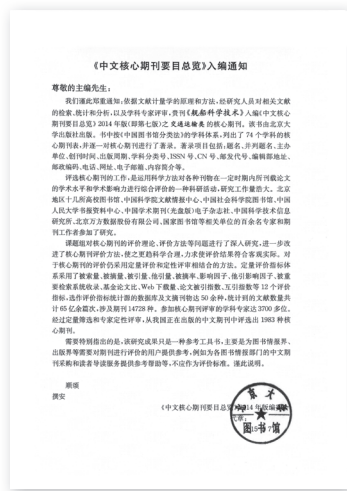 《中文核心期刊要目总览》入编通知
尊敬的主编先生：
我们谨此郑重通知：依据文献计量学的原理和方法，经研究人员对相关文献
的检索、统计和分析，以及学科专家评审，贵刊《舰船科学技术》入编《中文核心
期刊要目总览》2014年版（即第七版）之交通运输类的核心期刊。该书由北京大
学出版社出版。书中按《中国图书馆分类法》的学科体系，列出了74个学科的核
心期刊表，并逐一对核心期刊进行了著录。著录项目包括：题名、并列题名、主办
单位、创刊时间、出版周期、学科分类号、ISSN号、CN号、邮发代号、编辑部地址、
邮政编码、电话、网址、电子邮箱、内容简介等。
评选核心期刊的工作，是运用科学方法对各种刊物在一定时期内所刊载论文
的学术水平和学术影响力进行综合评价的一种科研活动，研究工作量浩大。北京
地区十几所高校图书馆、中国科学院文献情报中心、中国社会科学院图书馆、中国
人民大学书报资料中心、中国学术期刊（光盘版）电子杂志社、中国科学技术信息
研究所、北京万方数据股份有限公司、国家图书馆等相关单位的百余名专家和期
刊工作者参加了研究。
课题组对核心期刊的评价理论、评价方法等问题进行了深入研究，进一步改
进了核心期刊评价方法，使之更趋科学合理，力求使评价结果符合客观实际。对
于核心期刊的评价仍采用定量评价和定性评审相结合的方法。定量评价指标体
系采用了被索量、被摘量、被引量、他引量、被摘率、影响因子、他引影响因子、被重
要检索系统收录、基金论文比、Web下载量、论文被引指数、互引指数等12个评价
指标，选作评价指标统计源的数据库及文摘刊物达50余种，统计到的文献数量共
计65亿余篇次，涉及期刊14728种。参加核心期刊评审的学科专家达3700多位。
经过定量筛选和专家定性评审，从我国正在出版的中文期刊中评选出1983种核
心期刊。
需要特别指出的是，该研究成果只是一种参考工具书，主要是为图书情报界、
出版界等需要对期刊进行评价的用户提供参考，例如为各图书情报部门的中文期
刊采购和读者导读服务提供参考帮助等，不应作为评价标准。谨此说明。
顺颂
撰安
《中文核心期刊要目总览》2014年版编
图书馆